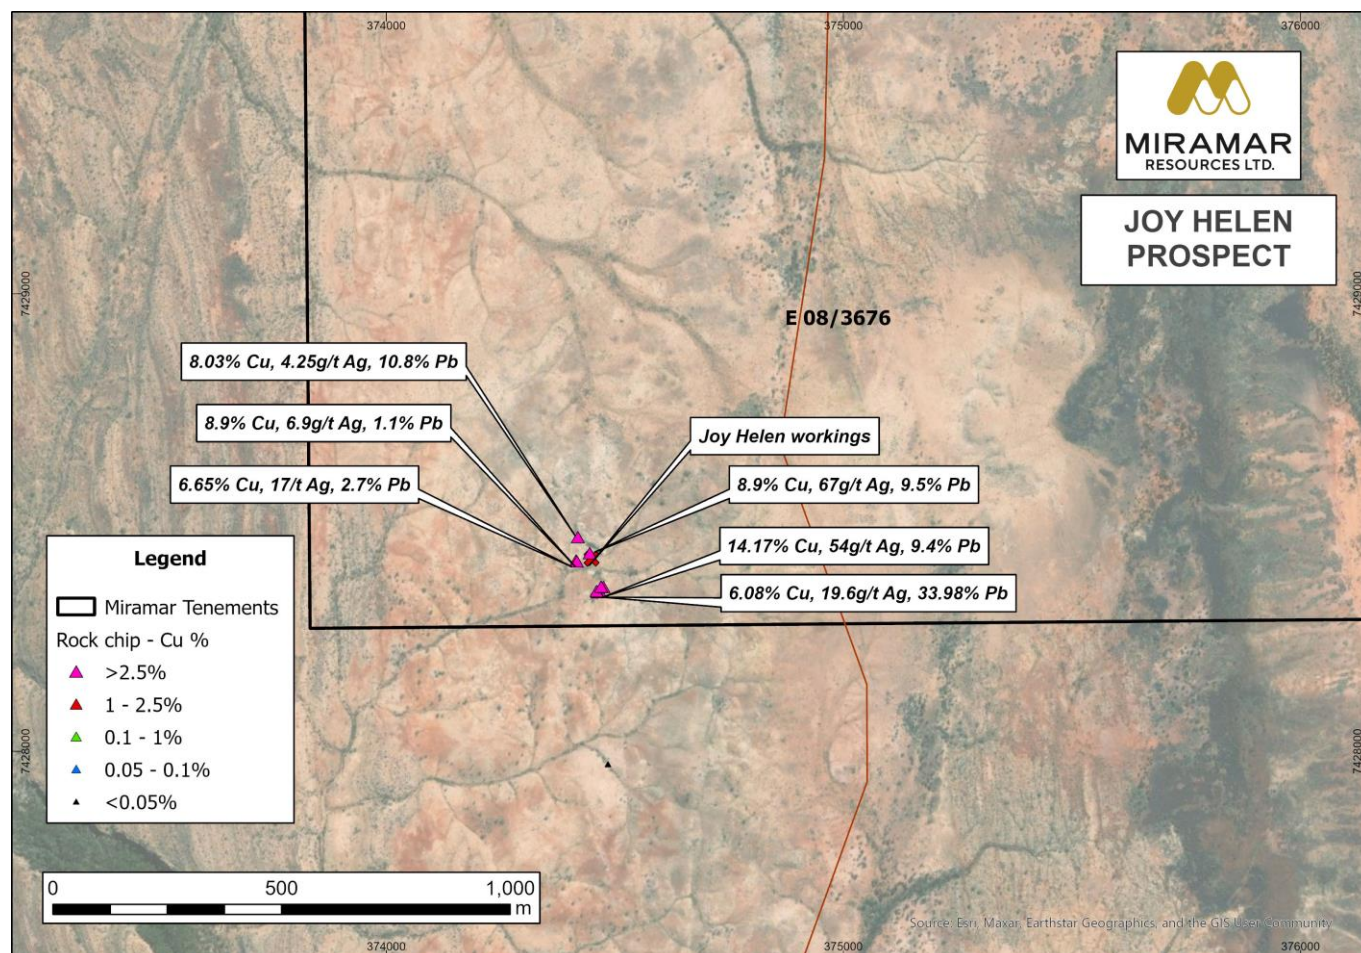 374000
375000
376000
MIRAMAR
RESOURCES LTD.
JOY HELEN
PROSPECT
7429000
7429000
E 08/3676
8.03% Cu, 4.25g/t Ag, 10.8% Pb
8.9% Cu, 6.9g/t Ag, 1.1% Pb
Joy Helen workings
6.65% Cu, 17/t Ag, 2.7% Pb
8.9% Cu, 67g/t Ag, 9.5% Pb
14.17% Cu, 54g/t Ag, 9.4% Pb
6.08% Cu, 19.6g/t Ag, 33.98% Pb
Legend
Miramar Tenements
Rock chip - Cu %
>2.5%
1 - 2.5%
0.1 - 1%
0.05 - 0.1%
<0.05%
7428000
7428000
0 500 1,000
m
Source: Esri, Maxar, Earthstar Geographics, and the GIS User Community
374000
375000
376000